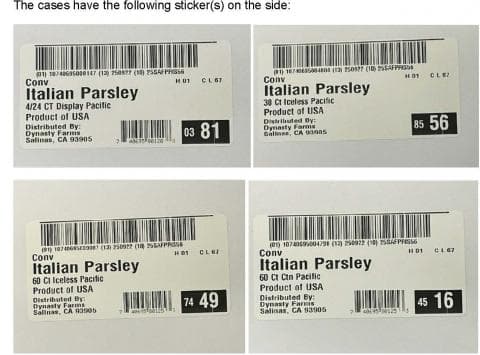 The cases have the following sticker(s) on the side:
Conv
H 01 CL 67
Italian Parsley
4/24 CT Display Pacific
Product of USA
Distributed By:
Dynasty Farms
Salinas, CA 93905
03 81
Conv
H 01 CL 67
Italian Parsley
30 Ct Iceless Pacific
Product of USA
Distributed By:
Dynasty Farms
Salinas, CA 93905
85 56
Conv
H 01 CL 67
Italian Parsley
60 Ct Iceless Pacific
Product of USA
Distributed By:
Dynasty Farms
Salinas, CA 93905
74 49
Conv
H 01 CL 67
Italian Parsley
60 Ct Ctn Pacific
Product of USA
Distributed By:
Dynasty Farms
Salinas, CA 93905
45 16